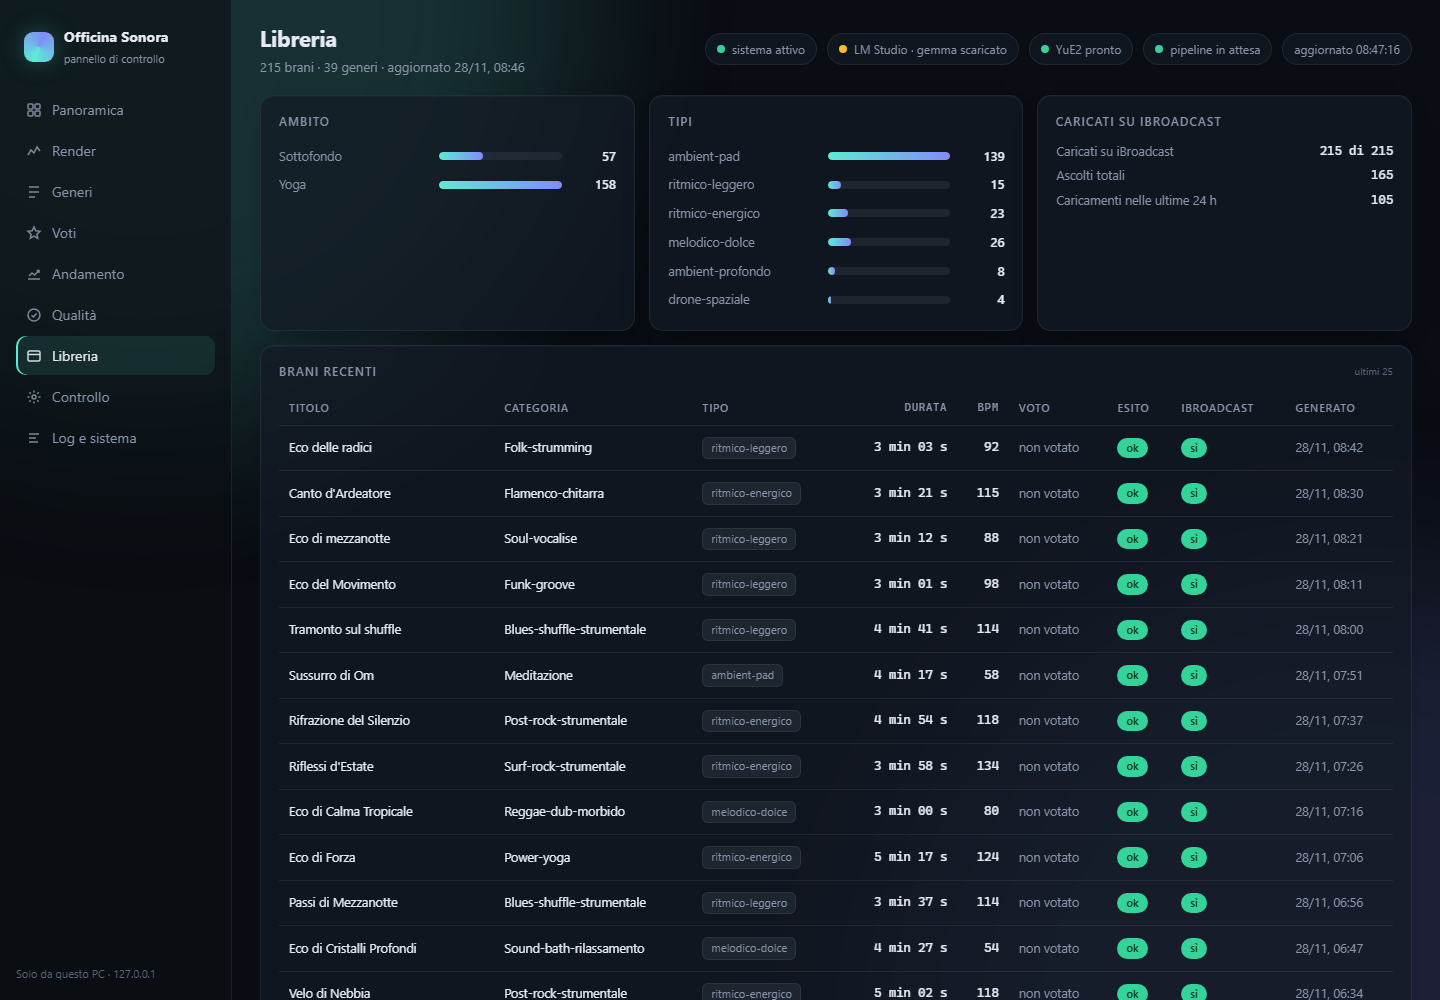 Officina Sonora
pannello di controllo
Panoramica
Render
Generi
Voti
Andamento
Qualità
Libreria
Controllo
Log e sistema
Solo da questo PC · 127.0.0.1
Libreria
215 brani · 39 generi · aggiornato 28/11, 08:46
sistema attivo
LM Studio · gemma scaricato
YuE2 pronto
pipeline in attesa
aggiornato 08:47:16
AMBITO
Sottofondo 57
Yoga 158
TIPI
ambient-pad 139
ritmico-leggero 15
ritmico-energico 23
melodico-dolce 26
ambient-profondo 8
drone-spaziale 4
CARICATI SU IBROADCAST
Caricati su iBroadcast 215 di 215
Ascolti totali 165
Caricamenti nelle ultime 24 h 105
BRANI RECENTI ultimi 25
TITOLO CATEGORIA TIPO DURATA BPM VOTO ESITO IBROADCAST GENERATO
Eco delle radici Folk-strumming ritmico-leggero 3 min 03 s 92 non votato ok sì 28/11, 08:42
Canto d'Ardeatore Flamenco-chitarra ritmico-energico 3 min 21 s 115 non votato ok sì 28/11, 08:30
Eco di mezzanotte Soul-vocalise ritmico-leggero 3 min 12 s 88 non votato ok sì 28/11, 08:21
Eco del Movimento Funk-groove ritmico-leggero 3 min 01 s 98 non votato ok sì 28/11, 08:11
Tramonto sul shuffle Blues-shuffle-strumentale ritmico-leggero 4 min 41 s 114 non votato ok sì 28/11, 08:00
Sussurro di Om Meditazione ambient-pad 4 min 17 s 58 non votato ok sì 28/11, 07:51
Rifrazione del Silenzio Post-rock-strumentale ritmico-energico 4 min 54 s 118 non votato ok sì 28/11, 07:37
Riflessi d'Estate Surf-rock-strumentale ritmico-energico 3 min 58 s 134 non votato ok sì 28/11, 07:26
Eco di Calma Tropicale Reggae-dub-morbido melodico-dolce 3 min 00 s 80 non votato ok sì 28/11, 07:16
Eco di Forza Power-yoga ritmico-energico 5 min 17 s 124 non votato ok sì 28/11, 07:06
Passi di Mezzanotte Blues-shuffle-strumentale ritmico-leggero 3 min 37 s 114 non votato ok sì 28/11, 06:56
Eco di Cristalli Profondi Sound-bath-rilassamento melodico-dolce 4 min 27 s 54 non votato ok sì 28/11, 06:47
Velo di Nebbia Post-rock-strumentale ritmico-energico 5 min 02 s 118 non votato ok sì 28/11, 06:34